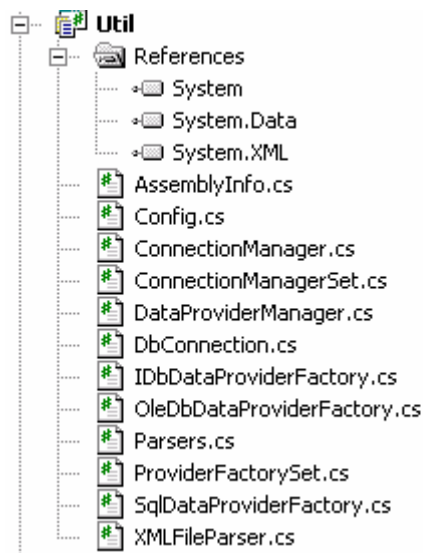 Util
References
System
System.Data
System.XML
AssemblyInfo.cs
Config.cs
ConnectionManager.cs
ConnectionManagerSet.cs
DataProviderManager.cs
DbConnection.cs
IDbDataProviderFactory.cs
OleDbDataProviderFactory.cs
Parsers.cs
ProviderFactorySet.cs
SqlDataProviderFactory.cs
XMLFileParser.cs